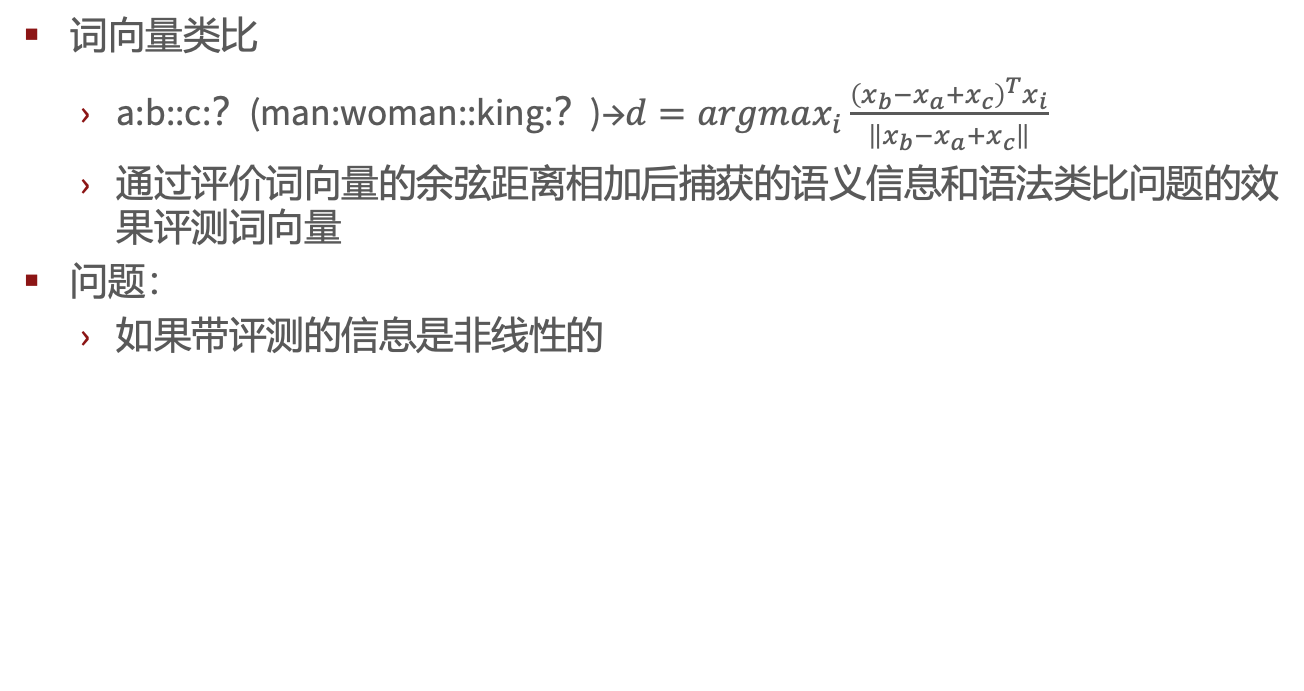 ▪ 词向量类比
› a:b::c:? (man:woman::king:? )→d = argmax_i \frac{(x_b−x_a+x_c)^T x_i}{‖x_b−x_a+x_c‖}
› 通过评价词向量的余弦距离相加后捕获的语义信息和语法类比问题的效
果评测词向量
▪ 问题：
› 如果带评测的信息是非线性的